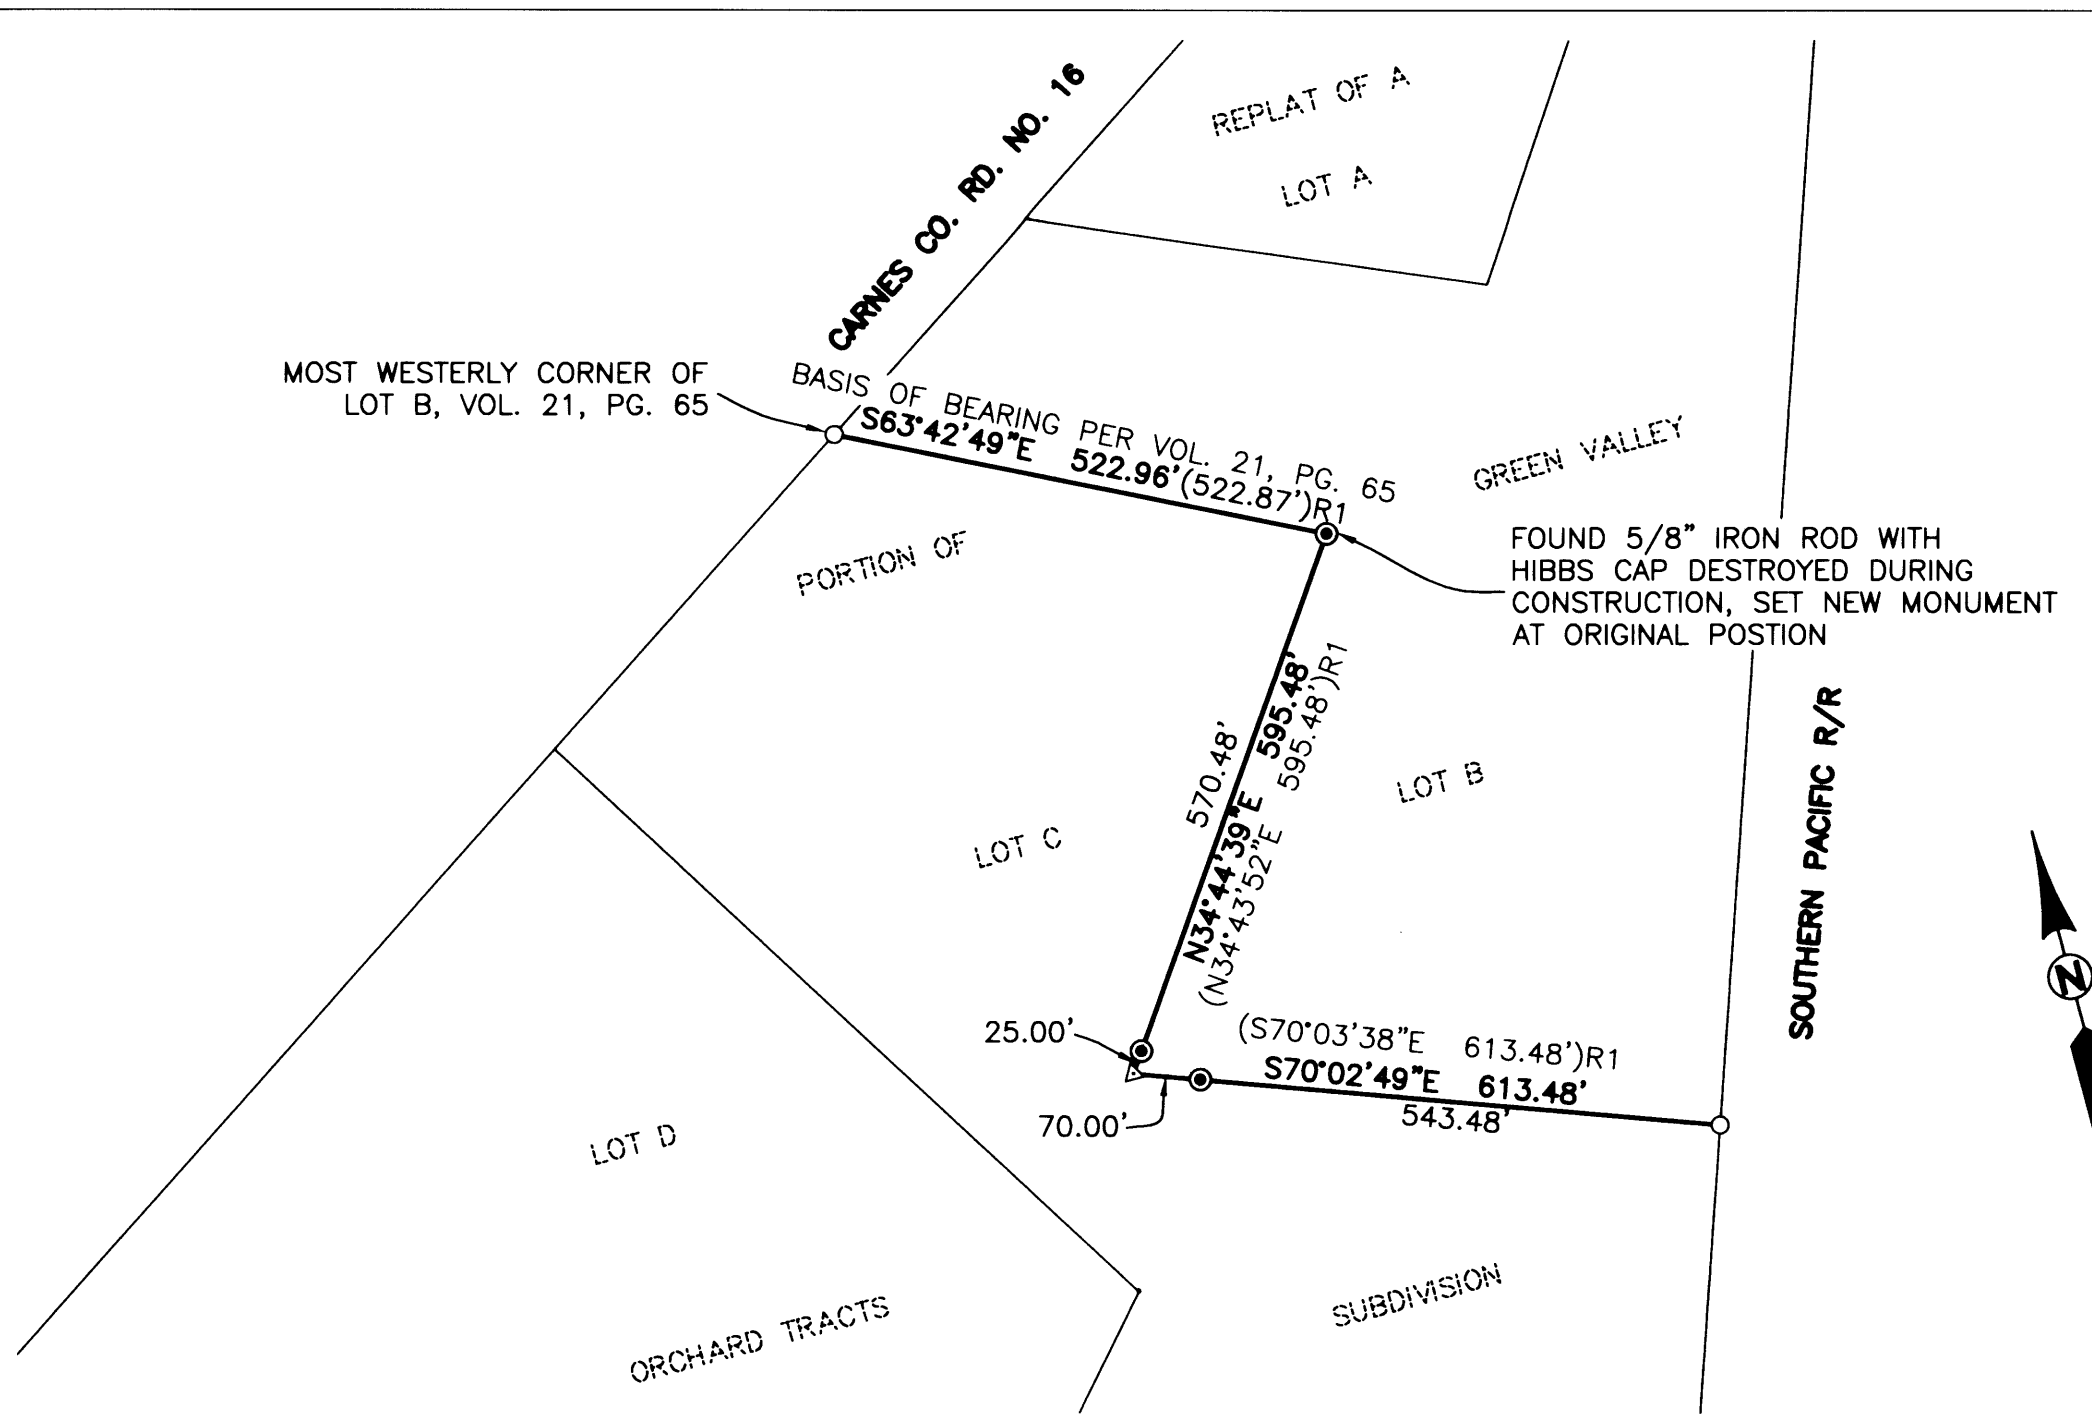 REPLAT OF A
LOT A
CARNES CO. RD. NO. 16
MOST WESTERLY CORNER OF
LOT B, VOL. 21, PG. 65
BASIS OF BEARING PER VOL. 21, PG. 65
S63°42'49"E 522.96' (522.87')R1
GREEN VALLEY
PORTION OF
FOUND 5/8" IRON ROD WITH
HIBBS CAP DESTROYED DURING
CONSTRUCTION, SET NEW MONUMENT
AT ORIGINAL POSTION
570.48'
N34°44'39"E 595.48'
(N34°43'52"E 595.48')R1
LOT B
SOUTHERN PACIFIC R/R
LOT C
N
25.00'
(S70°03'38"E 613.48')R1
S70°02'49"E 613.48'
543.48'
70.00'
LOT D
SUBDIVISION
ORCHARD TRACTS